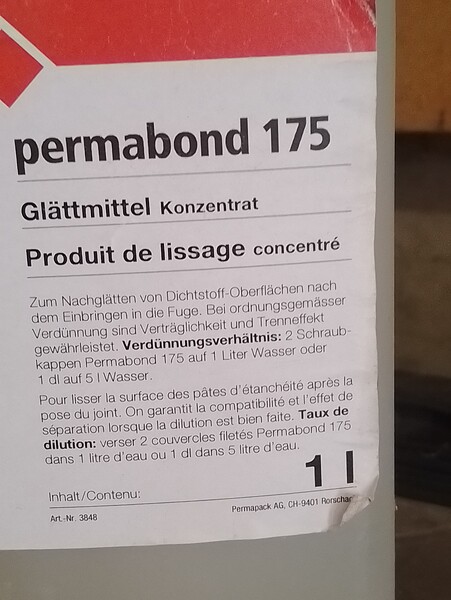 permabond 175
Glättmittel Konzentrat
Produit de lissage concentré
Zum Nachglätten von Dichtstoff-Oberflächen nach
dem Einbringen in die Fuge. Bei ordnungsgemässer
Verdünnung sind Verträglichkeit und Trenneffekt
gewährleistet. Verdünnungsverhältnis: 2 Schraub-
kappen Permabond 175 auf 1 Liter Wasser oder
1 dl auf 5 l Wasser.
Pour lisser la surface des pâtes d'étanchéité après la
pose du joint. On garantit la compatibilité et l'effet de
séparation lorsque la dilution est bien faite. Taux de
dilution: verser 2 couvercles filetés Permabond 175
dans 1 litre d'eau ou 1 dl dans 5 litre d'eau.
Inhalt/Contenu: 1 l
Art.-Nr. 3848 Permapack AG, CH-9401 Rorschac